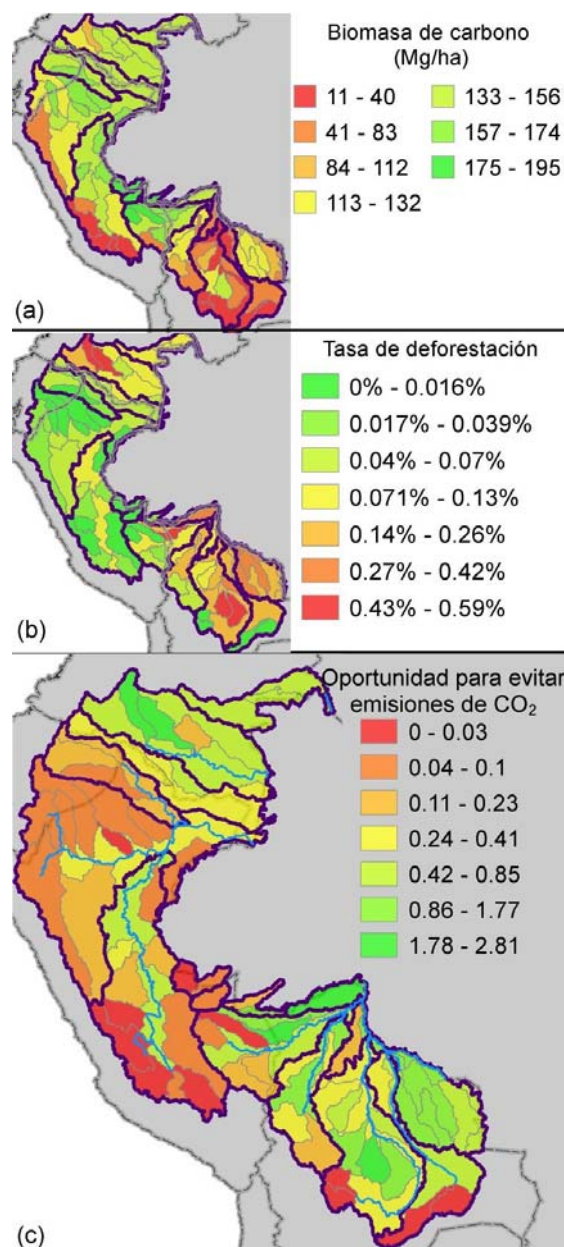 Biomasa de carbono
(Mg/ha)
11 - 40
133 - 156
41 - 83
157 - 174
84 - 112
175 - 195
113 - 132
(a)
Tasa de deforestación
0% - 0.016%
0.017% - 0.039%
0.04% - 0.07%
0.071% - 0.13%
0.14% - 0.26%
0.27% - 0.42%
0.43% - 0.59%
(b)
Oportunidad para evitar
emisiones de CO₂
0 - 0.03
0.04 - 0.1
0.11 - 0.23
0.24 - 0.41
0.42 - 0.85
0.86 - 1.77
1.78 - 2.81
(c)